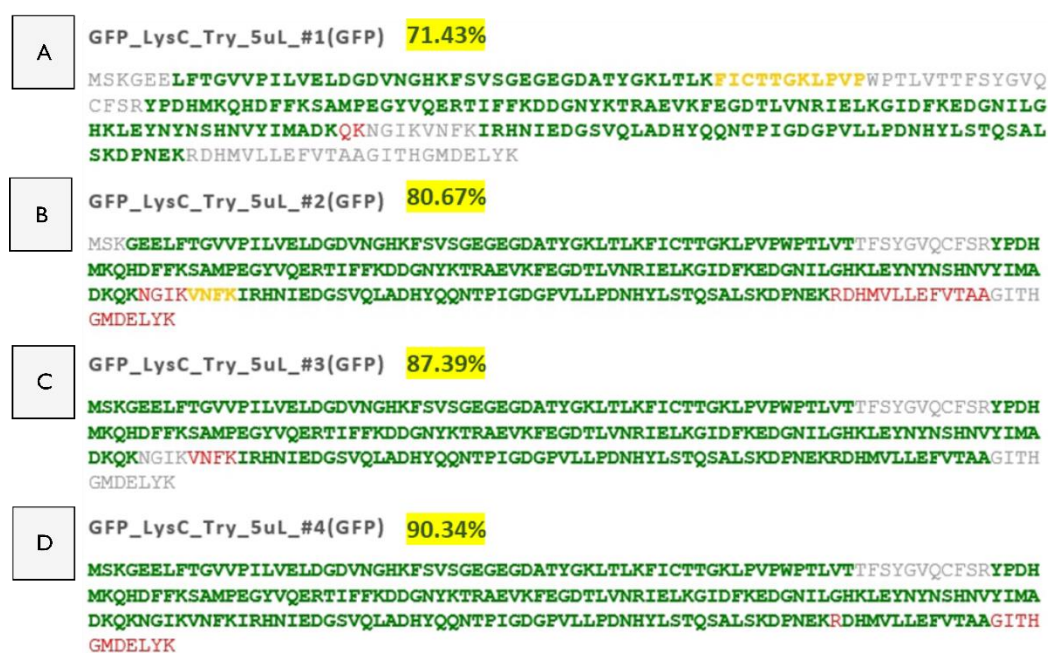 A
GFP_LysC_Try_5uL_#1(GFP) 71.43%
MSKGEELFTGVVPILVELDGDVNGHKFSVSGEGEGDATYGKLTLKFICTTGKLPVPWPTLVTTFSYGVQ
CFSRYPDHMKQHDFFKSAMPEGYVQERTIFFKDDGNYKTRAEVKFEGDTLVNRIELKGIDFKEDGNILG
HKLEYNYNSHNVYIMADKQKNGIKVNFKIRHNIEDGSVQLADHYQQNTPIGDGPVLLPDNHYLSTQSAL
SKDPNEKRDHMVLLEFVTAAGITHGMDELYK
B
GFP_LysC_Try_5uL_#2(GFP) 80.67%
MSKGEELFTGVVPILVELDGDVNGHKFSVSGEGEGDATYGKLTLKFICTTGKLPVPWPTLVTTFSYGVQCFSRYPDH
MKQHDFFKSAMPEGYVQERTIFFKDDGNYKTRAEVKFEGDTLVNRIELKGIDFKEDGNILGHKLEYNYNSHNVYIMA
DKQKNGIKVNFKIRHNIEDGSVQLADHYQQNTPIGDGPVLLPDNHYLSTQSALSKDPNEKRDHMVLLEFVTAAGITH
GMDELYK
C
GFP_LysC_Try_5uL_#3(GFP) 87.39%
MSKGEELFTGVVPILVELDGDVNGHKFSVSGEGEGDATYGKLTLKFICTTGKLPVPWPTLVTTFSYGVQCFSRYPDH
MKQHDFFKSAMPEGYVQERTIFFKDDGNYKTRAEVKFEGDTLVNRIELKGIDFKEDGNILGHKLEYNYNSHNVYIMA
DKQKNGIKVNFKIRHNIEDGSVQLADHYQQNTPIGDGPVLLPDNHYLSTQSALSKDPNEKRDHMVLLEFVTAAGITH
GMDELYK
D
GFP_LysC_Try_5uL_#4(GFP) 90.34%
MSKGEELFTGVVPILVELDGDVNGHKFSVSGEGEGDATYGKLTLKFICTTGKLPVPWPTLVTTFSYGVQCFSRYPDH
MKQHDFFKSAMPEGYVQERTIFFKDDGNYKTRAEVKFEGDTLVNRIELKGIDFKEDGNILGHKLEYNYNSHNVYIMA
DKQKNGIKVNFKIRHNIEDGSVQLADHYQQNTPIGDGPVLLPDNHYLSTQSALSKDPNEKRDHMVLLEFVTAAGITH
GMDELYK